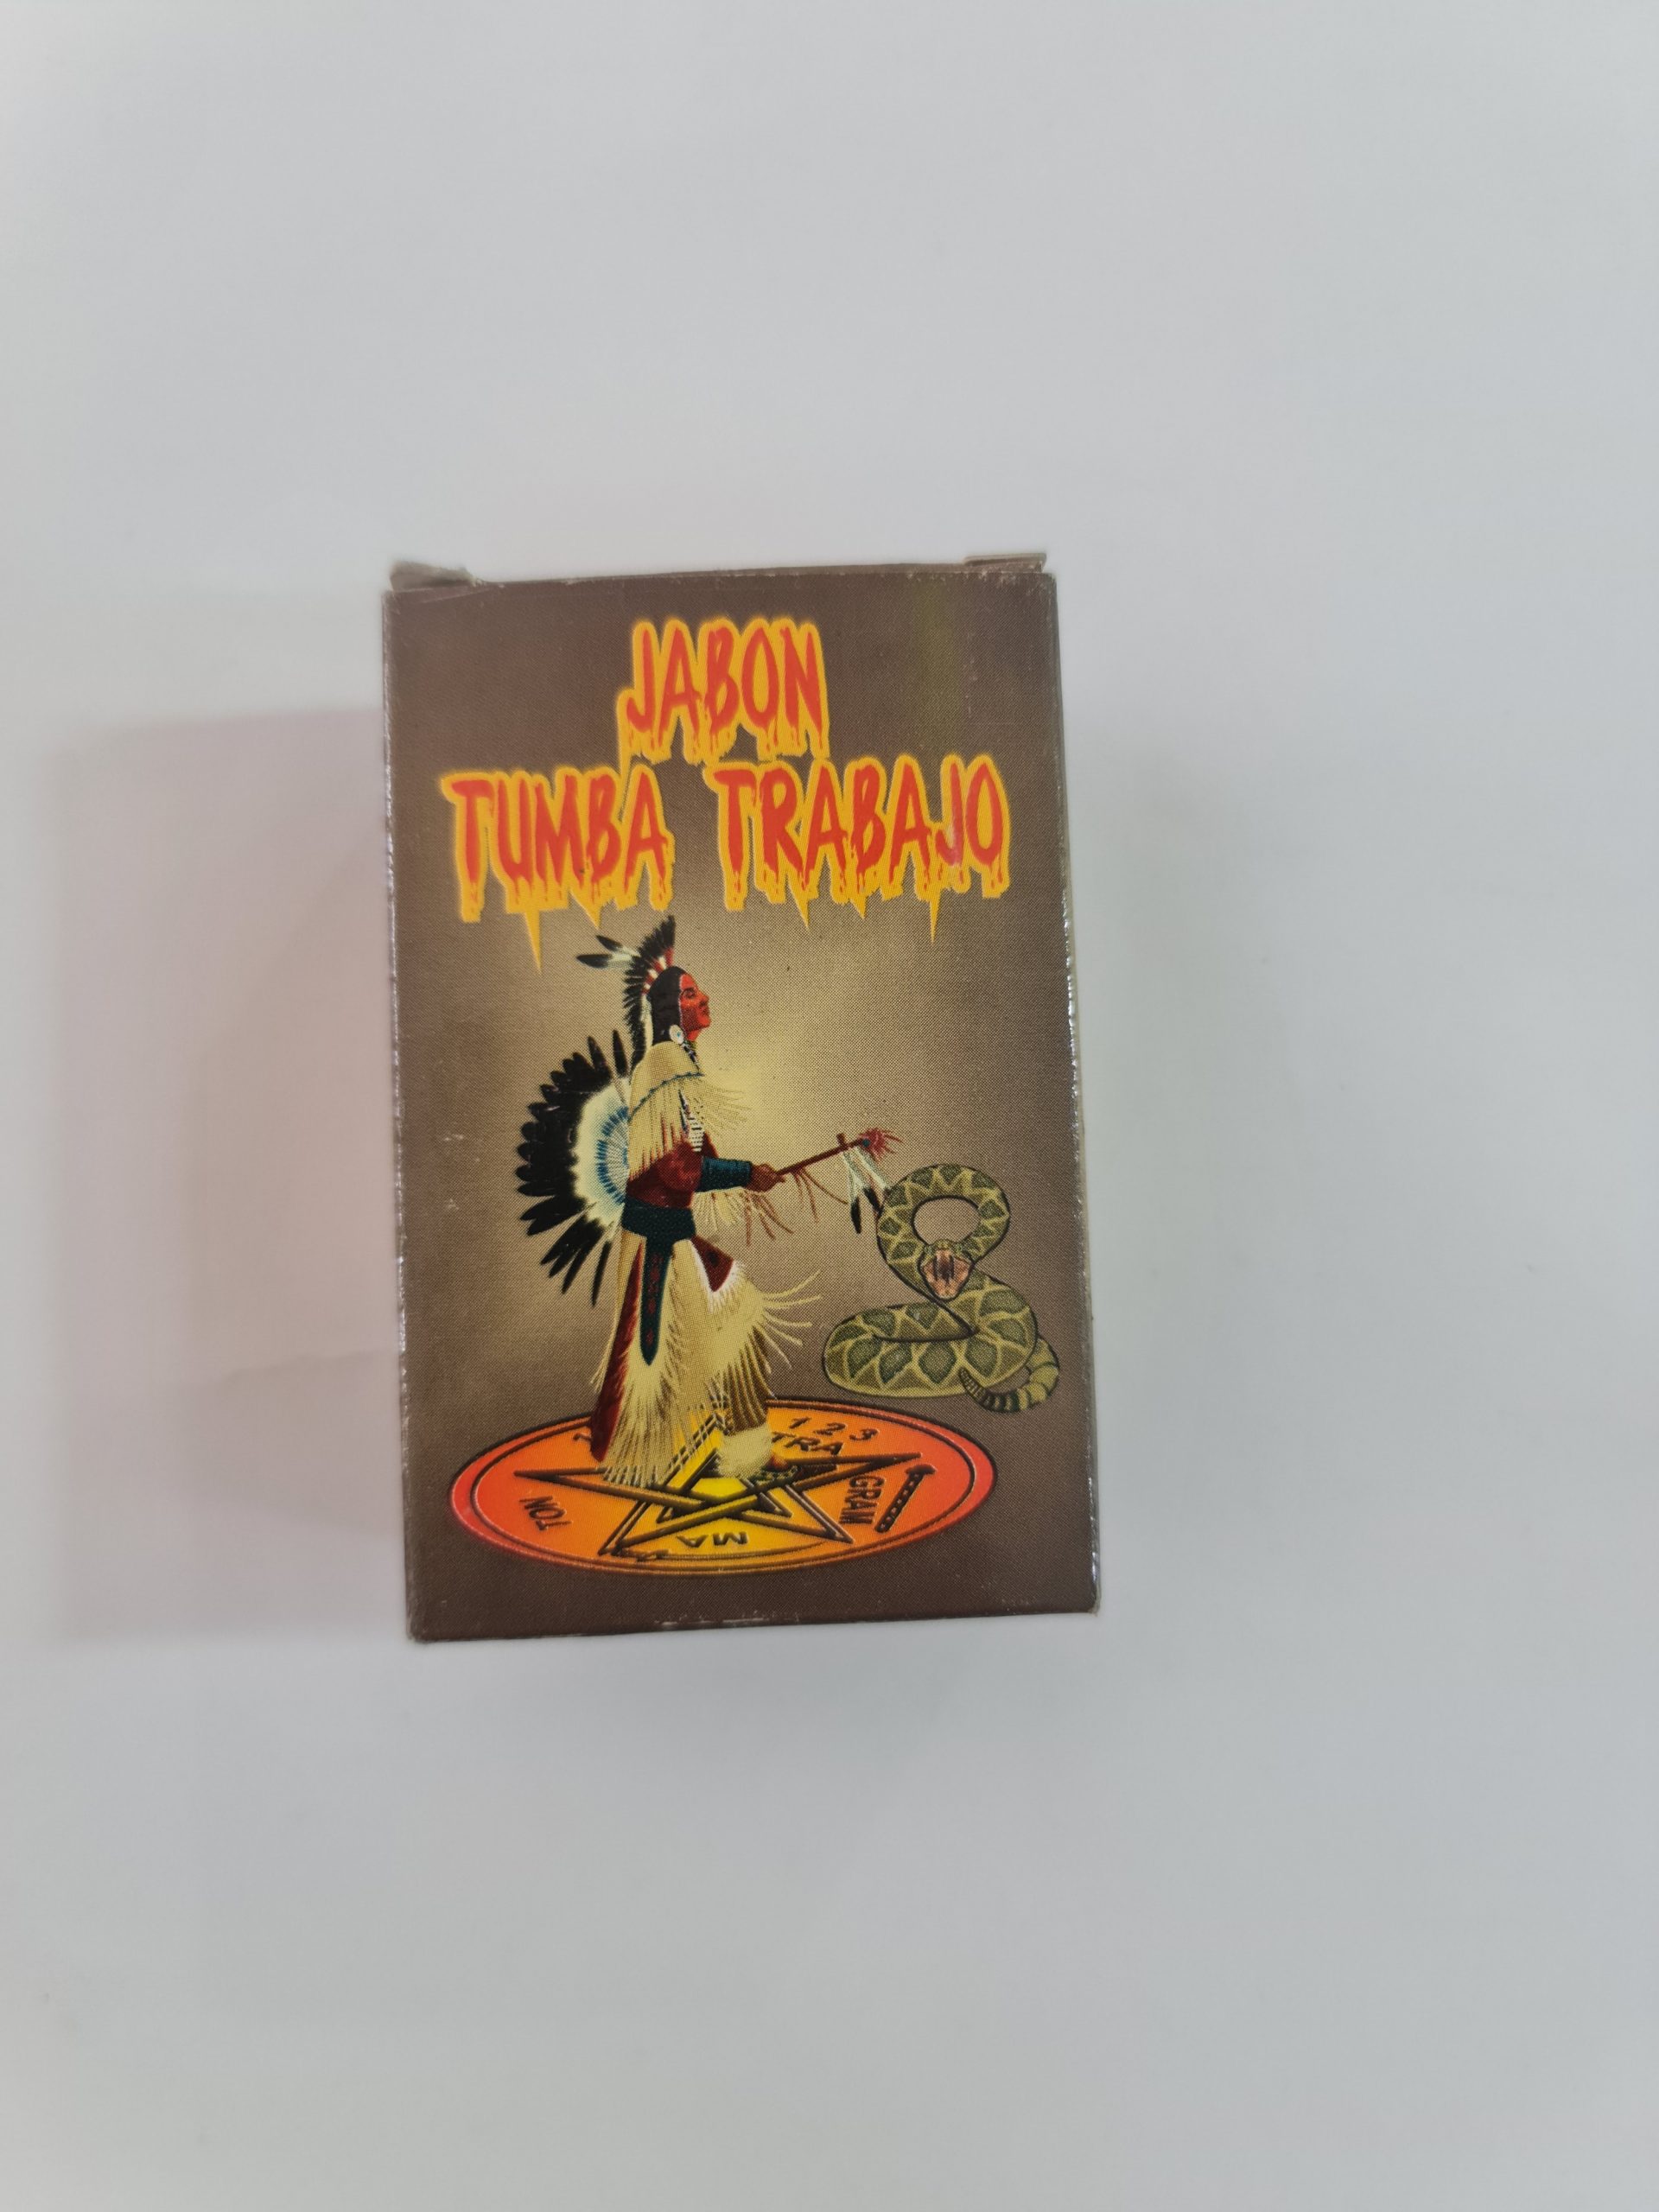 JABON
TUMBA TRABAJO
1 2 3
TRA
GRAM
MA
TON